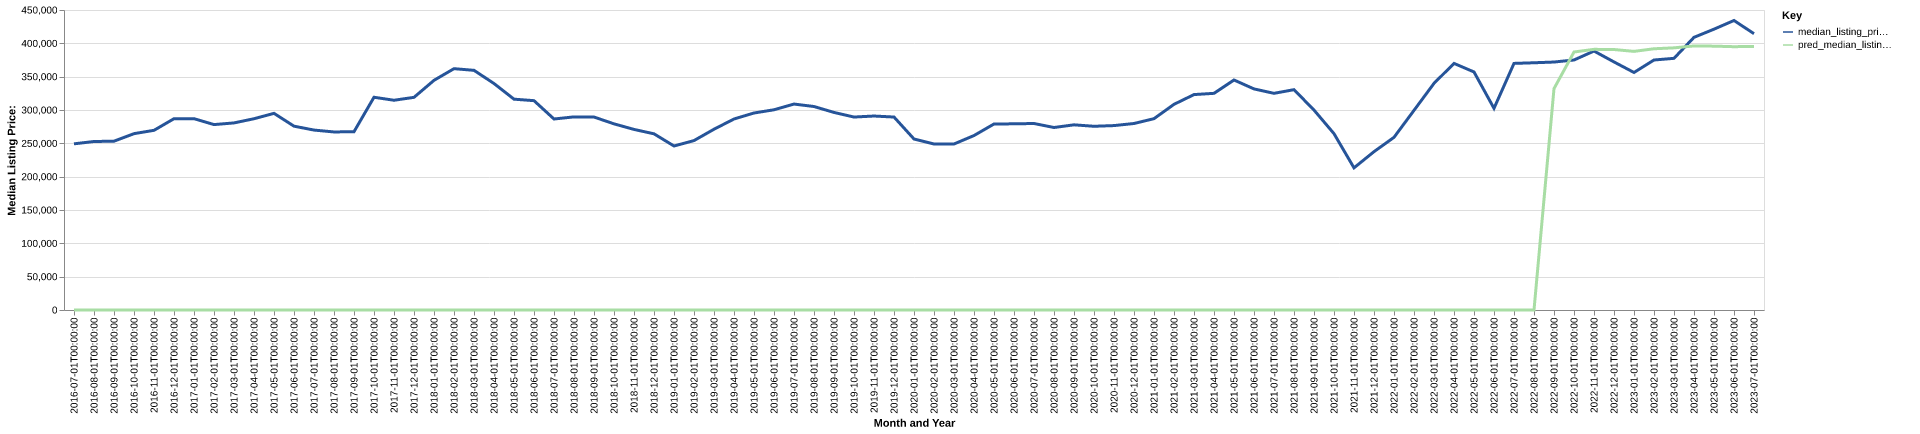 450,000
400,000
350,000
300,000
250,000
200,000
150,000
100,000
50,000
0
Median Listing Price:
2016-07-01T00:00:00
2016-08-01T00:00:00
2016-09-01T00:00:00
2016-10-01T00:00:00
2016-11-01T00:00:00
2016-12-01T00:00:00
2017-01-01T00:00:00
2017-02-01T00:00:00
2017-03-01T00:00:00
2017-04-01T00:00:00
2017-05-01T00:00:00
2017-06-01T00:00:00
2017-07-01T00:00:00
2017-08-01T00:00:00
2017-09-01T00:00:00
2017-10-01T00:00:00
2017-11-01T00:00:00
2017-12-01T00:00:00
2018-01-01T00:00:00
2018-02-01T00:00:00
2018-03-01T00:00:00
2018-04-01T00:00:00
2018-05-01T00:00:00
2018-06-01T00:00:00
2018-07-01T00:00:00
2018-08-01T00:00:00
2018-09-01T00:00:00
2018-10-01T00:00:00
2018-11-01T00:00:00
2018-12-01T00:00:00
2019-01-01T00:00:00
2019-02-01T00:00:00
2019-03-01T00:00:00
2019-04-01T00:00:00
2019-05-01T00:00:00
2019-06-01T00:00:00
2019-07-01T00:00:00
2019-08-01T00:00:00
2019-09-01T00:00:00
2019-10-01T00:00:00
2019-11-01T00:00:00
2019-12-01T00:00:00
2020-01-01T00:00:00
2020-02-01T00:00:00
2020-03-01T00:00:00
2020-04-01T00:00:00
2020-05-01T00:00:00
2020-06-01T00:00:00
2020-07-01T00:00:00
2020-08-01T00:00:00
2020-09-01T00:00:00
2020-10-01T00:00:00
2020-11-01T00:00:00
2020-12-01T00:00:00
2021-01-01T00:00:00
2021-02-01T00:00:00
2021-03-01T00:00:00
2021-04-01T00:00:00
2021-05-01T00:00:00
2021-06-01T00:00:00
2021-07-01T00:00:00
2021-08-01T00:00:00
2021-09-01T00:00:00
2021-10-01T00:00:00
2021-11-01T00:00:00
2021-12-01T00:00:00
2022-01-01T00:00:00
2022-02-01T00:00:00
2022-03-01T00:00:00
2022-04-01T00:00:00
2022-05-01T00:00:00
2022-06-01T00:00:00
2022-07-01T00:00:00
2022-08-01T00:00:00
2022-09-01T00:00:00
2022-10-01T00:00:00
2022-11-01T00:00:00
2022-12-01T00:00:00
2023-01-01T00:00:00
2023-02-01T00:00:00
2023-03-01T00:00:00
2023-04-01T00:00:00
2023-05-01T00:00:00
2023-06-01T00:00:00
2023-07-01T00:00:00
Month and Year
Key
median_listing_pri…
pred_median_listin…